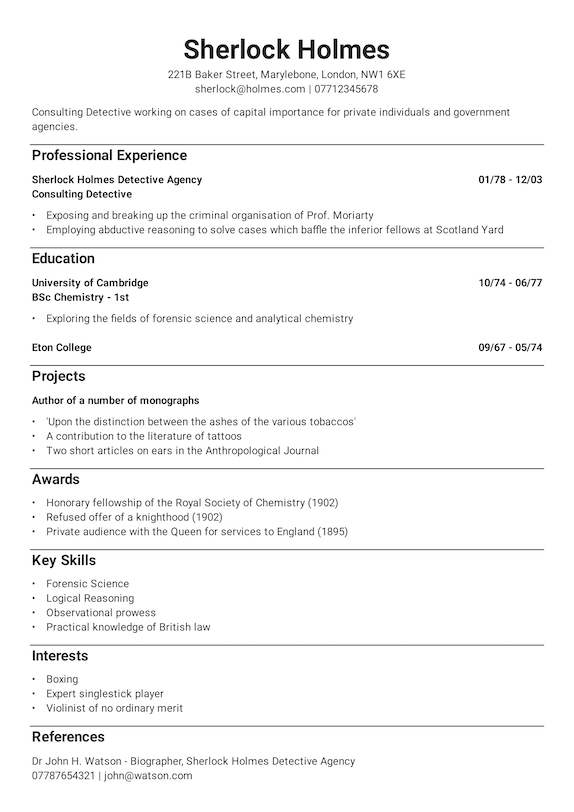 Sherlock Holmes
221B Baker Street, Marylebone, London, NW1 6XE
sherlock@holmes.com | 07712345678
Consulting Detective working on cases of capital importance for private individuals and government
agencies.
Professional Experience
Sherlock Holmes Detective Agency 01/78 - 12/03
Consulting Detective
• Exposing and breaking up the criminal organisation of Prof. Moriarty
• Employing abductive reasoning to solve cases which baffle the inferior fellows at Scotland Yard
Education
University of Cambridge 10/74 - 06/77
BSc Chemistry - 1st
• Exploring the fields of forensic science and analytical chemistry
Eton College 09/67 - 05/74
Projects
Author of a number of monographs
• 'Upon the distinction between the ashes of the various tobaccos'
• A contribution to the literature of tattoos
• Two short articles on ears in the Anthropological Journal
Awards
• Honorary fellowship of the Royal Society of Chemistry (1902)
• Refused offer of a knighthood (1902)
• Private audience with the Queen for services to England (1895)
Key Skills
• Forensic Science
• Logical Reasoning
• Observational prowess
• Practical knowledge of British law
Interests
• Boxing
• Expert singlestick player
• Violinist of no ordinary merit
References
Dr John H. Watson - Biographer, Sherlock Holmes Detective Agency
07787654321 | john@watson.com